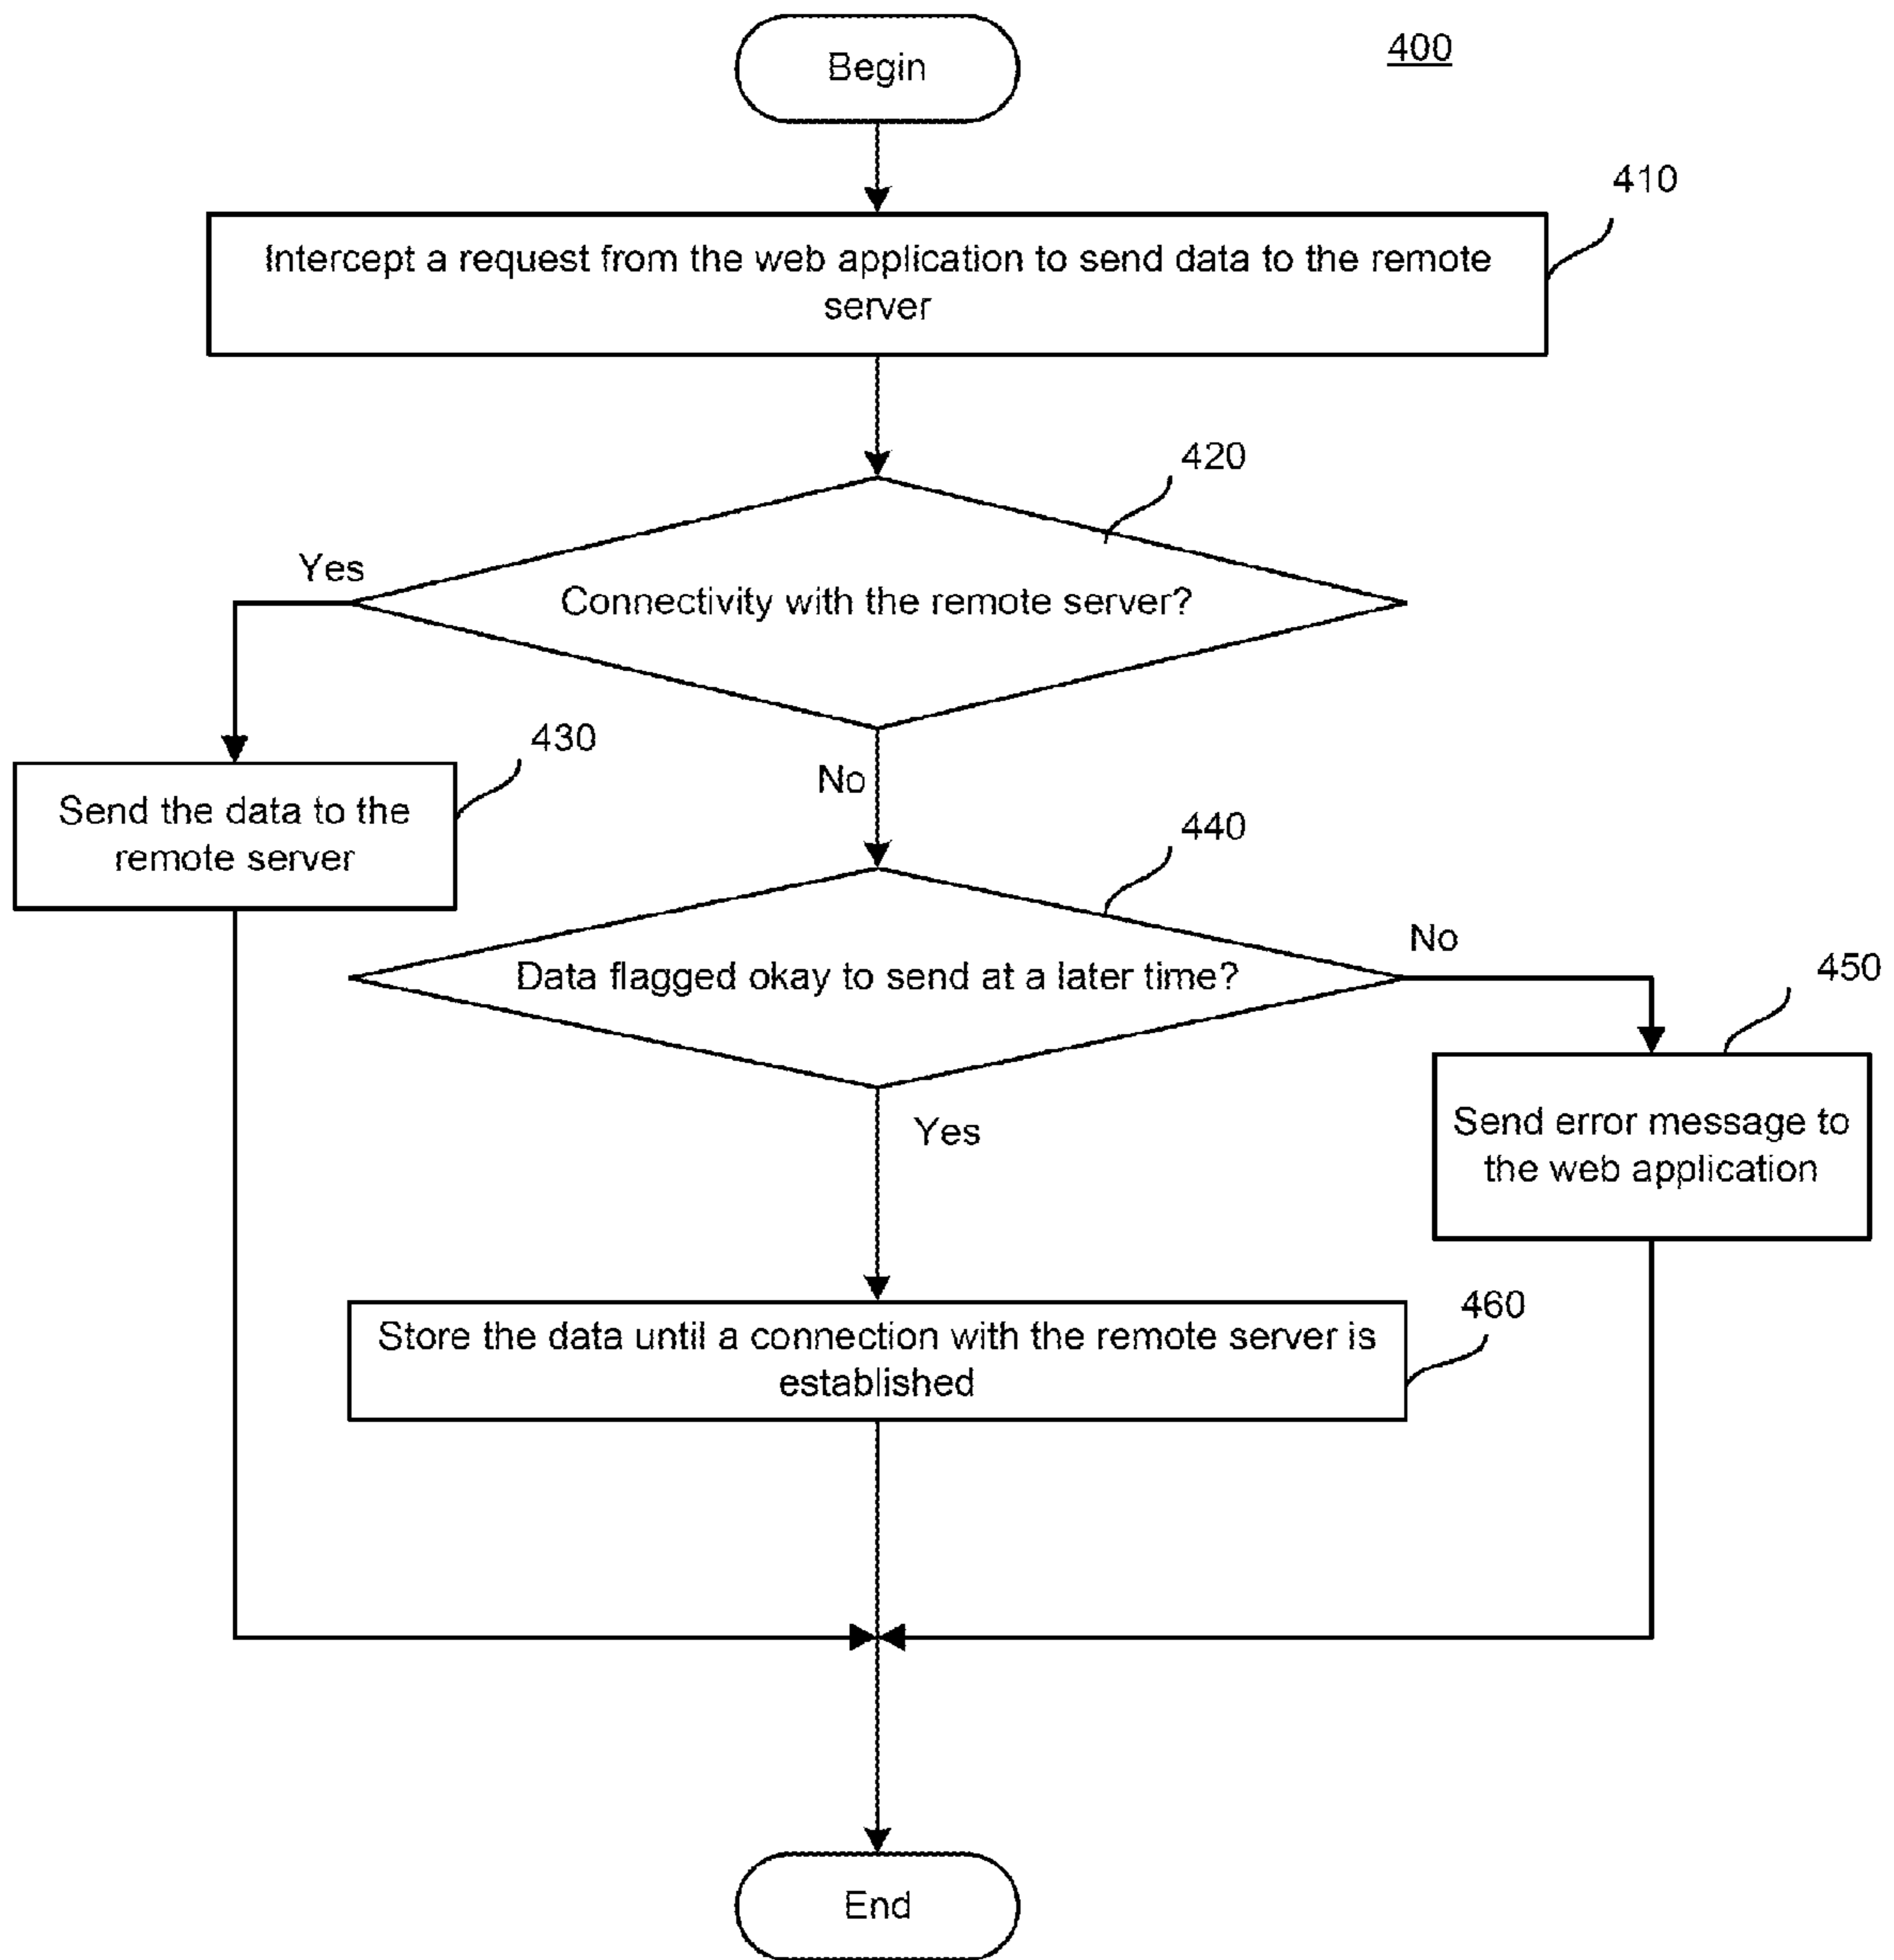 Begin
400
410
Intercept a request from the web application to send data to the remote
server
420
Yes
Connectivity with the remote server?
430
Send the data to the
remote server
No
440
Data flagged okay to send at a later time?
No
450
Send error message to
the web application
Yes
460
Store the data until a connection with the remote server is
established
End